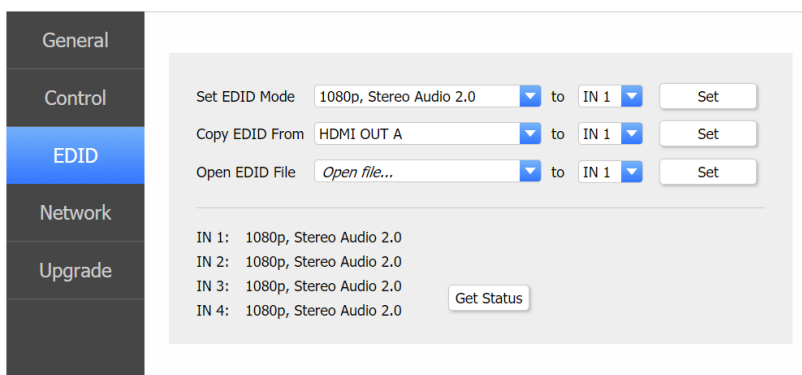 General
Control
EDID
Network
Upgrade
Set EDID Mode 1080p, Stereo Audio 2.0 to IN 1 Set
Copy EDID From HDMI OUT A to IN 1 Set
Open EDID File Open file... to IN 1 Set
IN 1: 1080p, Stereo Audio 2.0
IN 2: 1080p, Stereo Audio 2.0
IN 3: 1080p, Stereo Audio 2.0
IN 4: 1080p, Stereo Audio 2.0
Get Status